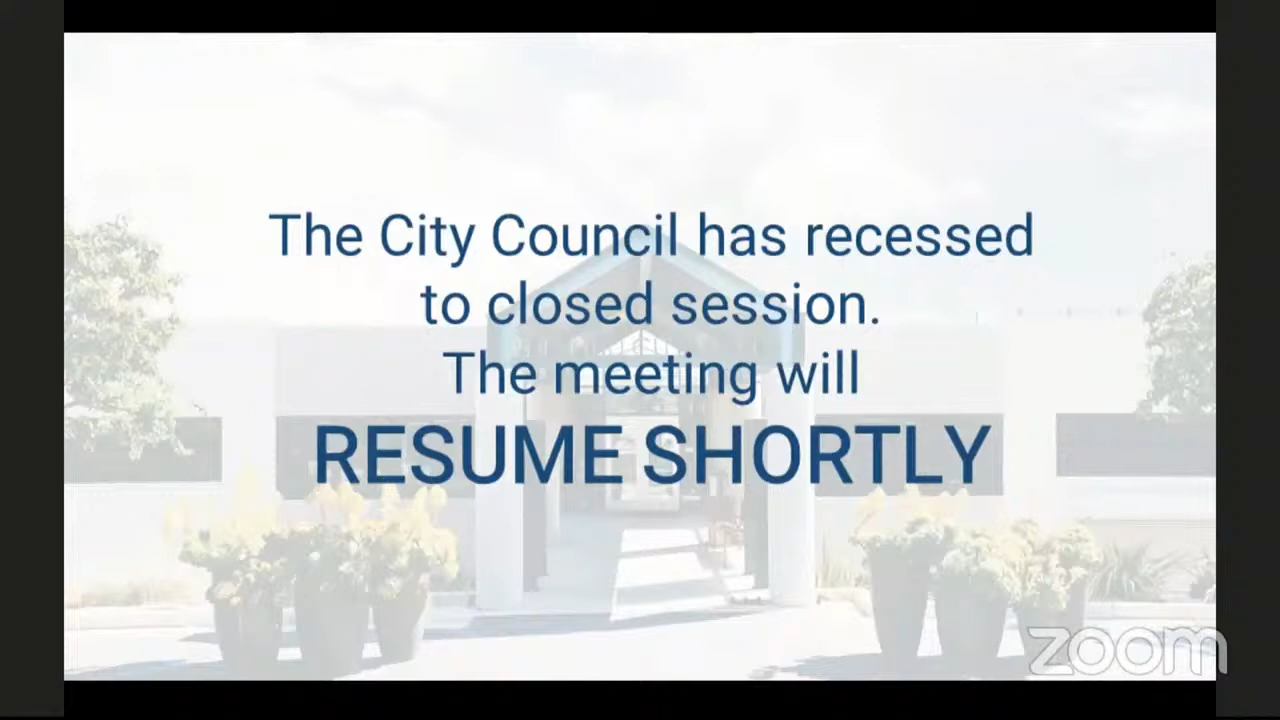 The City Council has recessed
to closed session.
The meeting will
RESUME SHORTLY
zoom